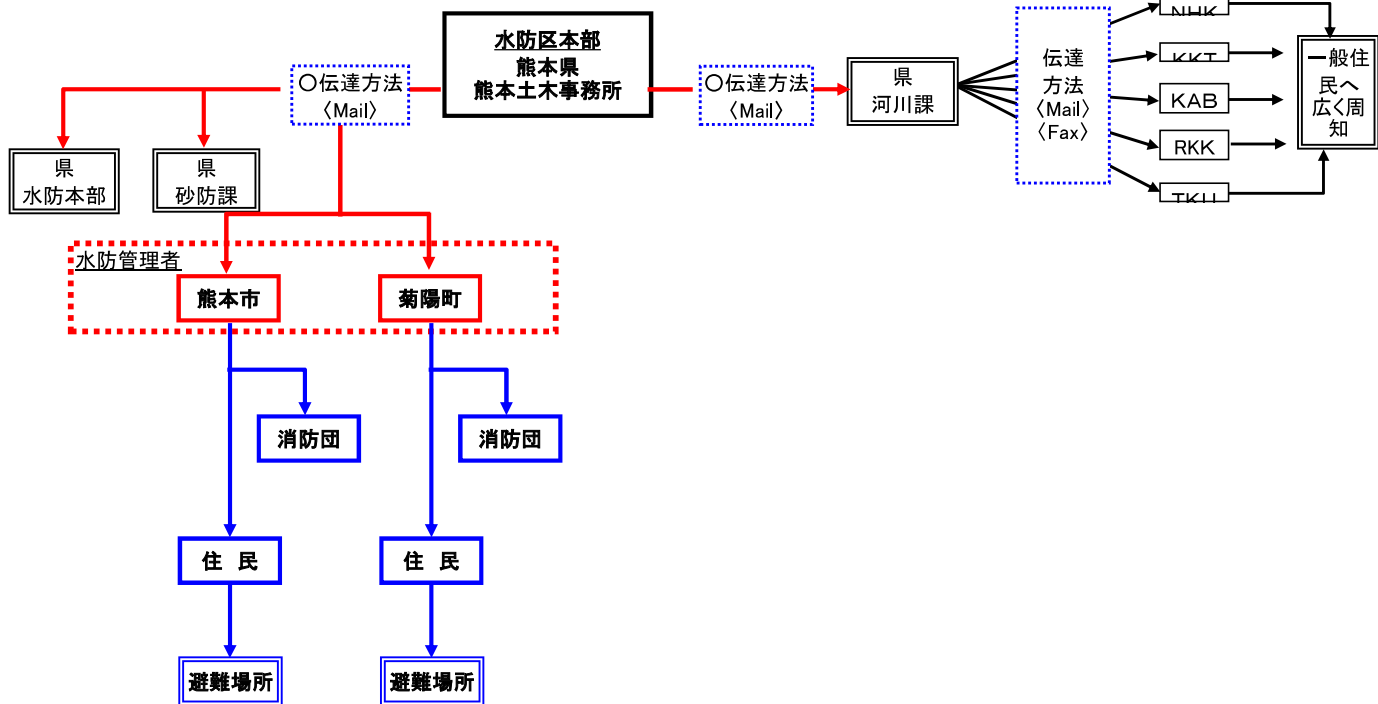 水防区本部
熊本県
熊本土木事務所
〇伝達方法
〈Mail〉
〇伝達方法
〈Mail〉
県
河川課
伝達
方法
〈Mail〉
〈Fax〉
NHK
KKT
KAB
RKK
TKU
一般住
民へ
広く周
知
県
水防本部
県
砂防課
水防管理者
熊本市
菊陽町
消防団
消防団
住 民
住 民
避難場所
避難場所